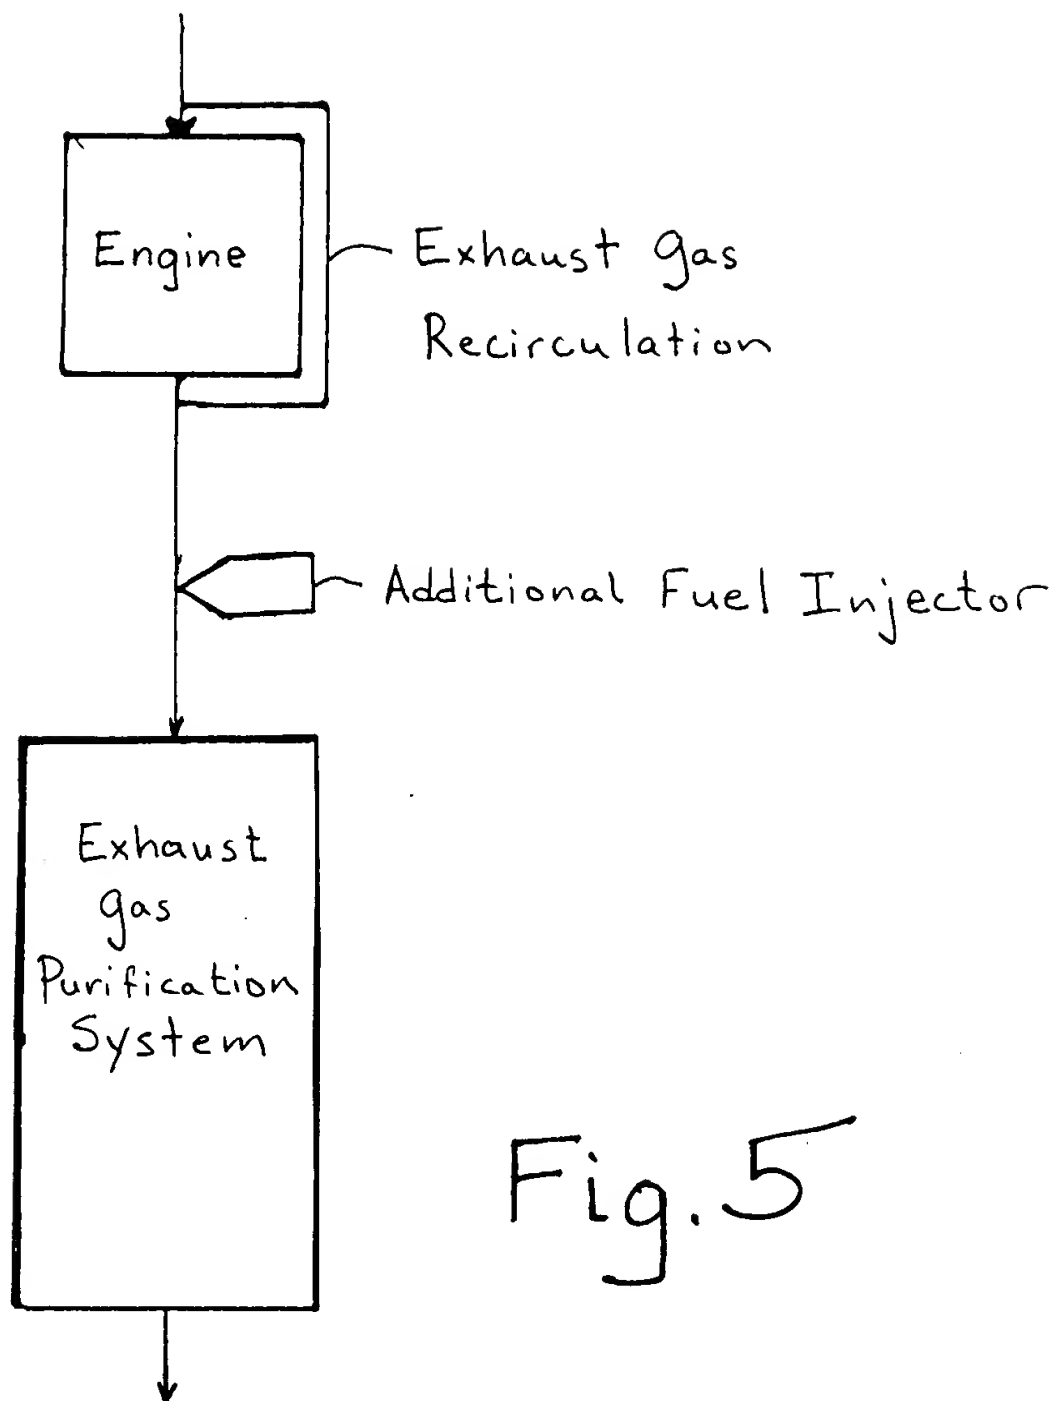 Engine
Exhaust gas
Recirculation
Additional Fuel Injector
Exhaust
gas
Purification
System
Fig. 5